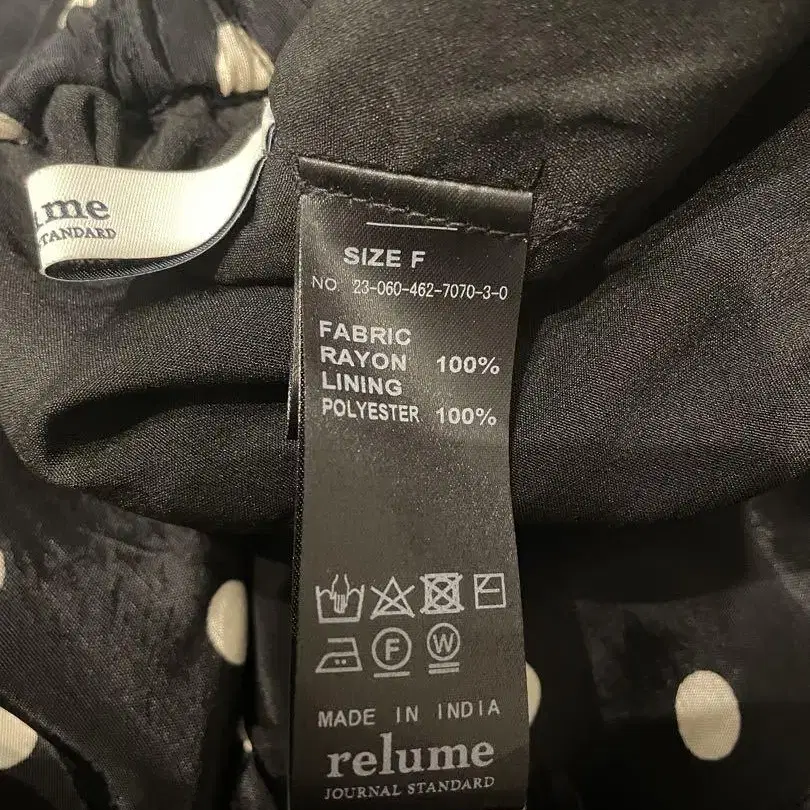 me
STANDARD
SIZE F
NO. 23-060-462-7070-3-0
FABRIC
RAYON 100%
LINING
POLYESTER 100%
F W
MADE IN INDIA
relume
JOURNAL STANDARD